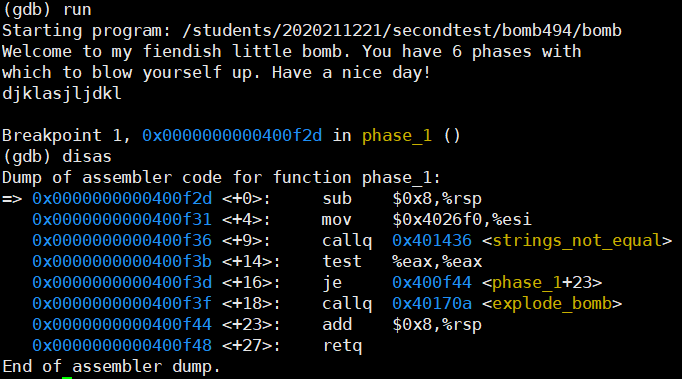 (gdb) run
Starting program: /students/2020211221/secondtest/bomb494/bomb
Welcome to my fiendish little bomb. You have 6 phases with
which to blow yourself up. Have a nice day!
djklasjljdkl

Breakpoint 1, 0x0000000000400f2d in phase_1 ()
(gdb) disas
Dump of assembler code for function phase_1:
=> 0x0000000000400f2d <+0>:     sub    $0x8,%rsp
   0x0000000000400f31 <+4>:     mov    $0x4026f0,%esi
   0x0000000000400f36 <+9>:     callq  0x401436 <strings_not_equal>
   0x0000000000400f3b <+14>:    test   %eax,%eax
   0x0000000000400f3d <+16>:    je     0x400f44 <phase_1+23>
   0x0000000000400f3f <+18>:    callq  0x40170a <explode_bomb>
   0x0000000000400f44 <+23>:    add    $0x8,%rsp
   0x0000000000400f48 <+27>:    retq
End of assembler dump.